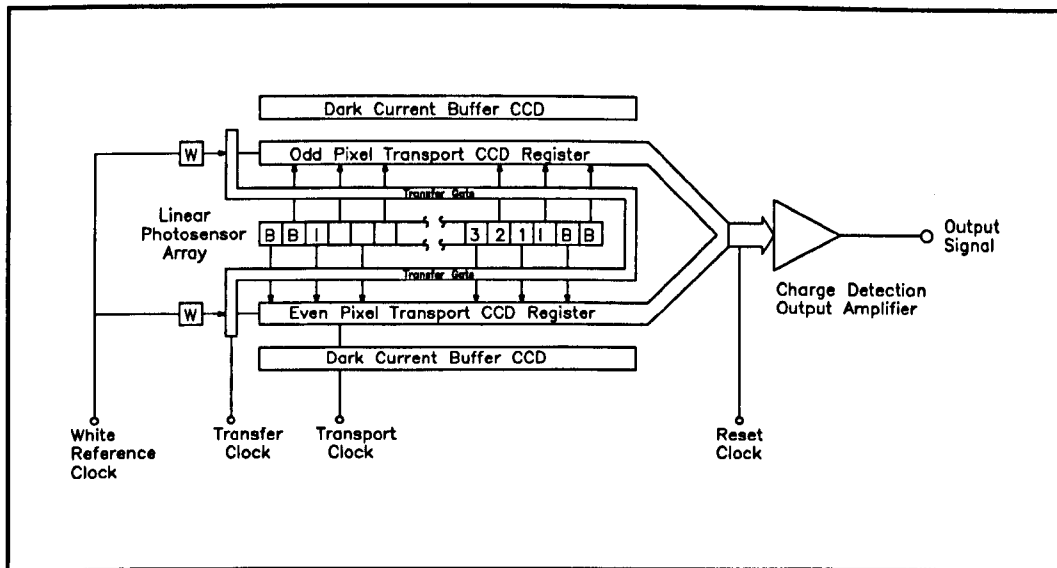 Dark Current Buffer CCD
W
Odd Pixel Transport CCD Register
Transfer Gate
Linear
Photosensor
Array
B B I 3 2 1 I B B
Output
Signal
Transfer Gate
Charge Detection
Output Amplifier
W
Even Pixel Transport CCD Register
Dark Current Buffer CCD
White
Reference
Clock
Transfer
Clock
Transport
Clock
Reset
Clock